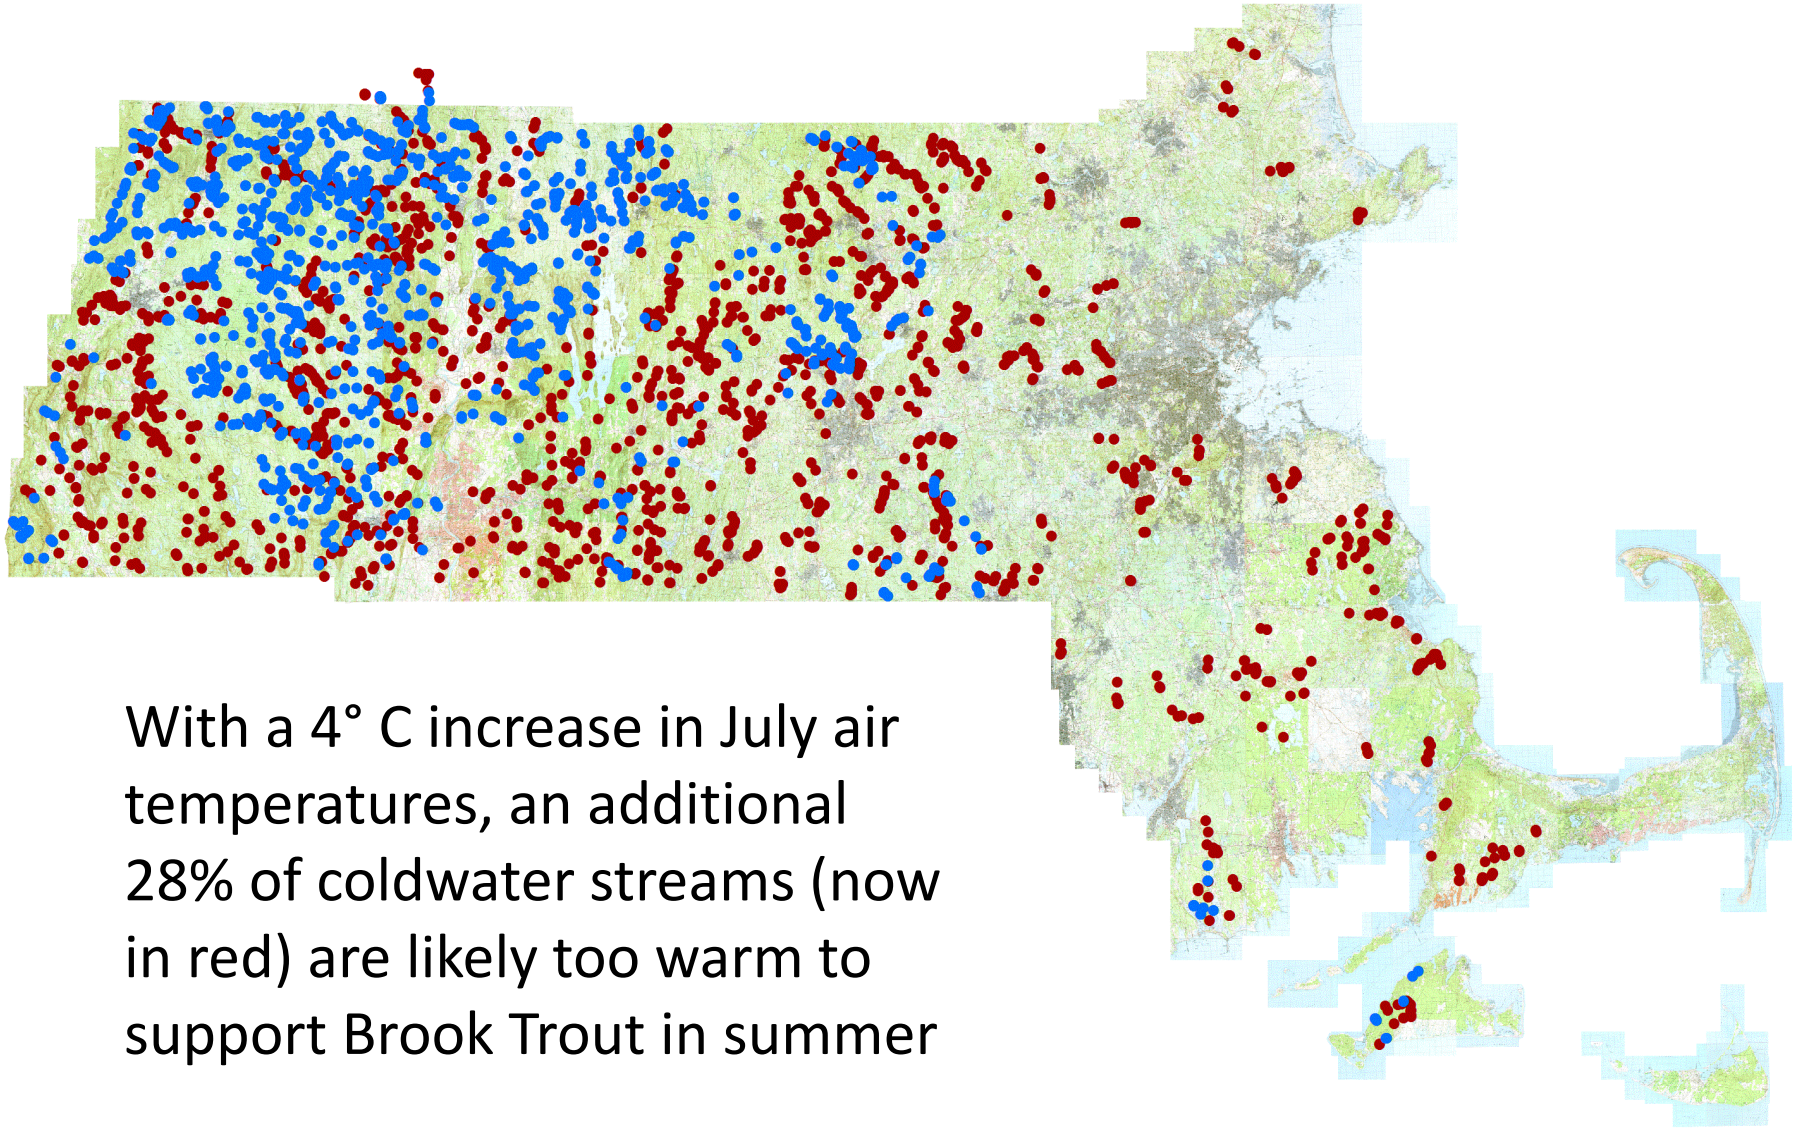 With a 4° C increase in July air
temperatures, an additional
28% of coldwater streams (now
in red) are likely too warm to
support Brook Trout in summer